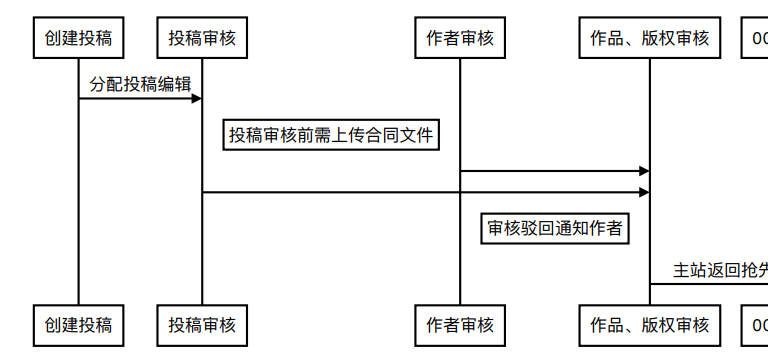 创建投稿 投稿审核 作者审核 作品、版权审核 00
分配投稿编辑
投稿审核前需上传合同文件
审核驳回通知作者
主站返回抢先
创建投稿 投稿审核 作者审核 作品、版权审核 00